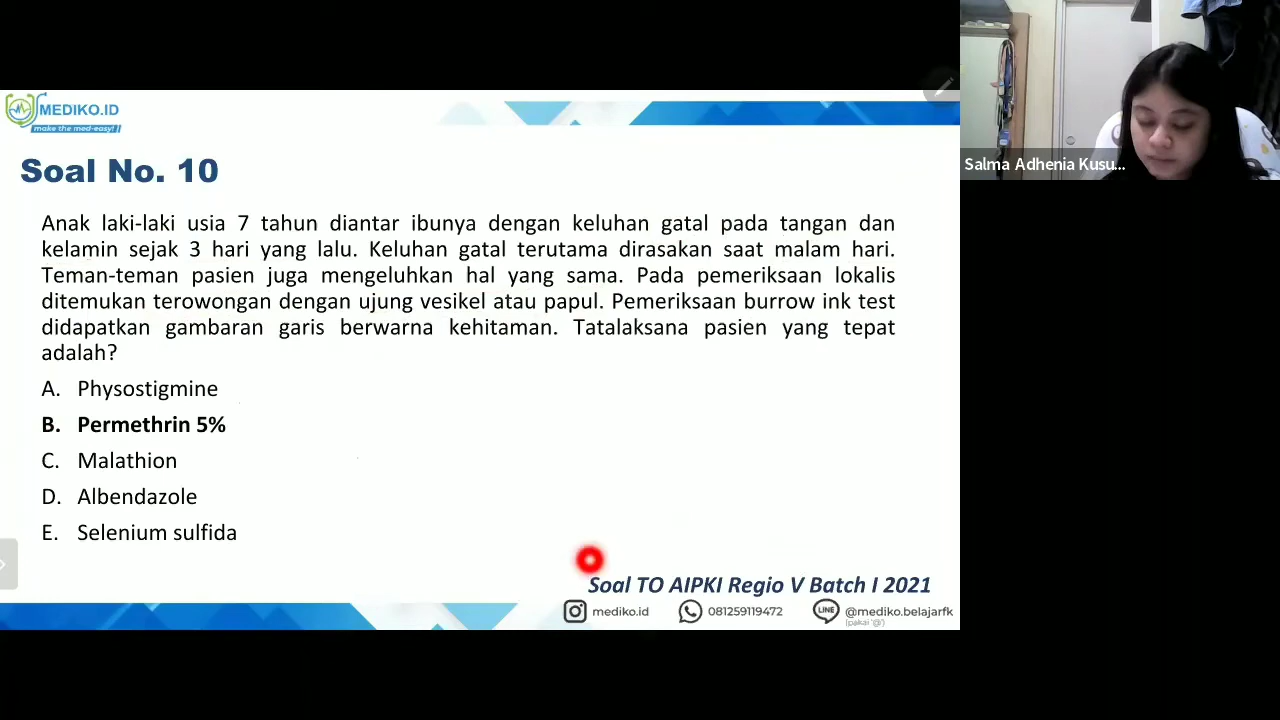 MEDIKO.ID
make the med-easy!
Salma Adhenia Kusu...
Soal No. 10
Anak laki-laki usia 7 tahun diantar ibunya dengan keluhan gatal pada tangan dan
kelamin sejak 3 hari yang lalu. Keluhan gatal terutama dirasakan saat malam hari.
Teman-teman pasien juga mengeluhkan hal yang sama. Pada pemeriksaan lokalis
ditemukan terowongan dengan ujung vesikel atau papul. Pemeriksaan burrow ink test
didapatkan gambaran garis berwarna kehitaman. Tatalaksana pasien yang tepat
adalah?
A. Physostigmine
B. Permethrin 5%
C. Malathion
D. Albendazole
E. Selenium sulfida
Soal TO AIPKI Regio V Batch I 2021
mediko.id
081259119472
LINE
@mediko.belajarfk
(pakai '@')